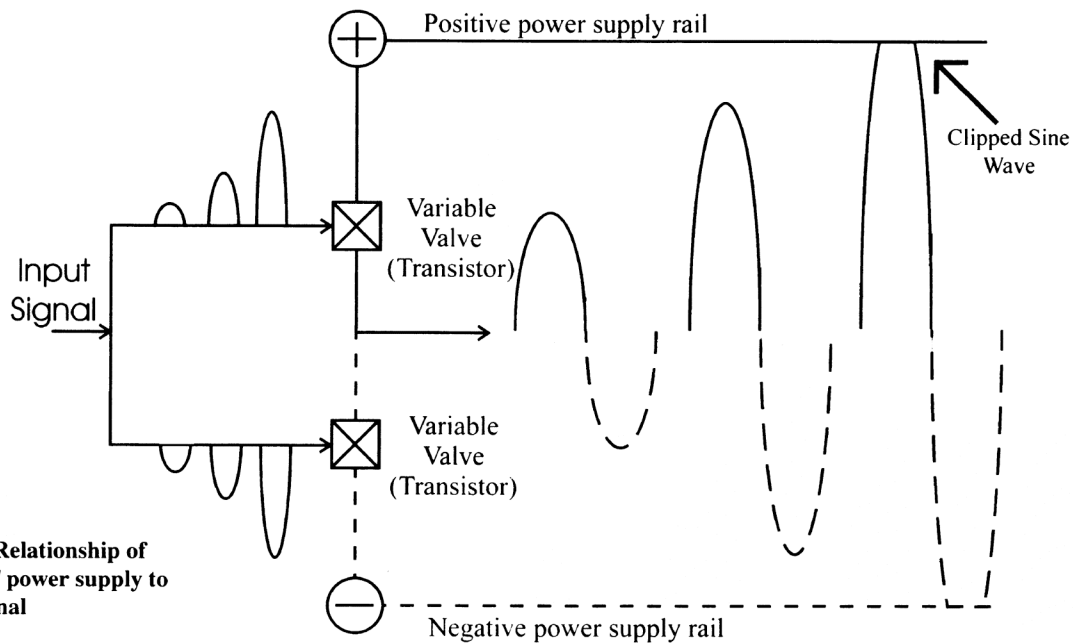 Positive power supply rail
Clipped Sine
Wave
Variable
Valve
(Transistor)
Input
Signal
Variable
Valve
(Transistor)
Relationship of
power supply to
Negative power supply rail